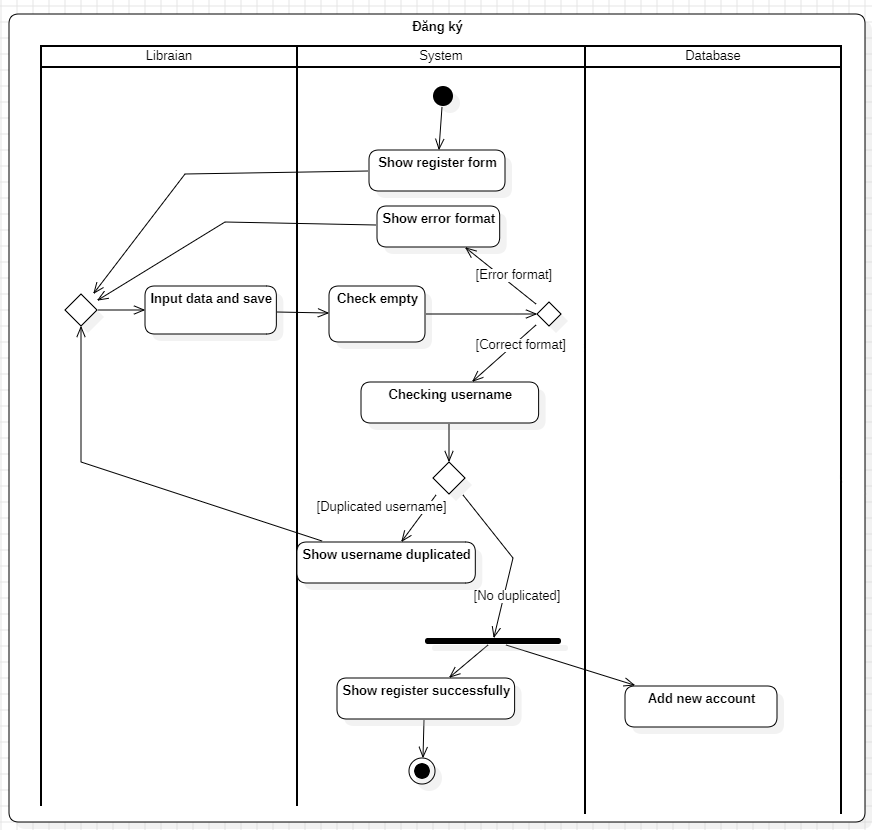 Đăng ký
Libraian
System
Database
Show register form
Show error format
[Error format]
Input data and save
Check empty
[Correct format]
Checking username
[Duplicated username]
Show username duplicated
[No duplicated]
Show register successfully
Add new account